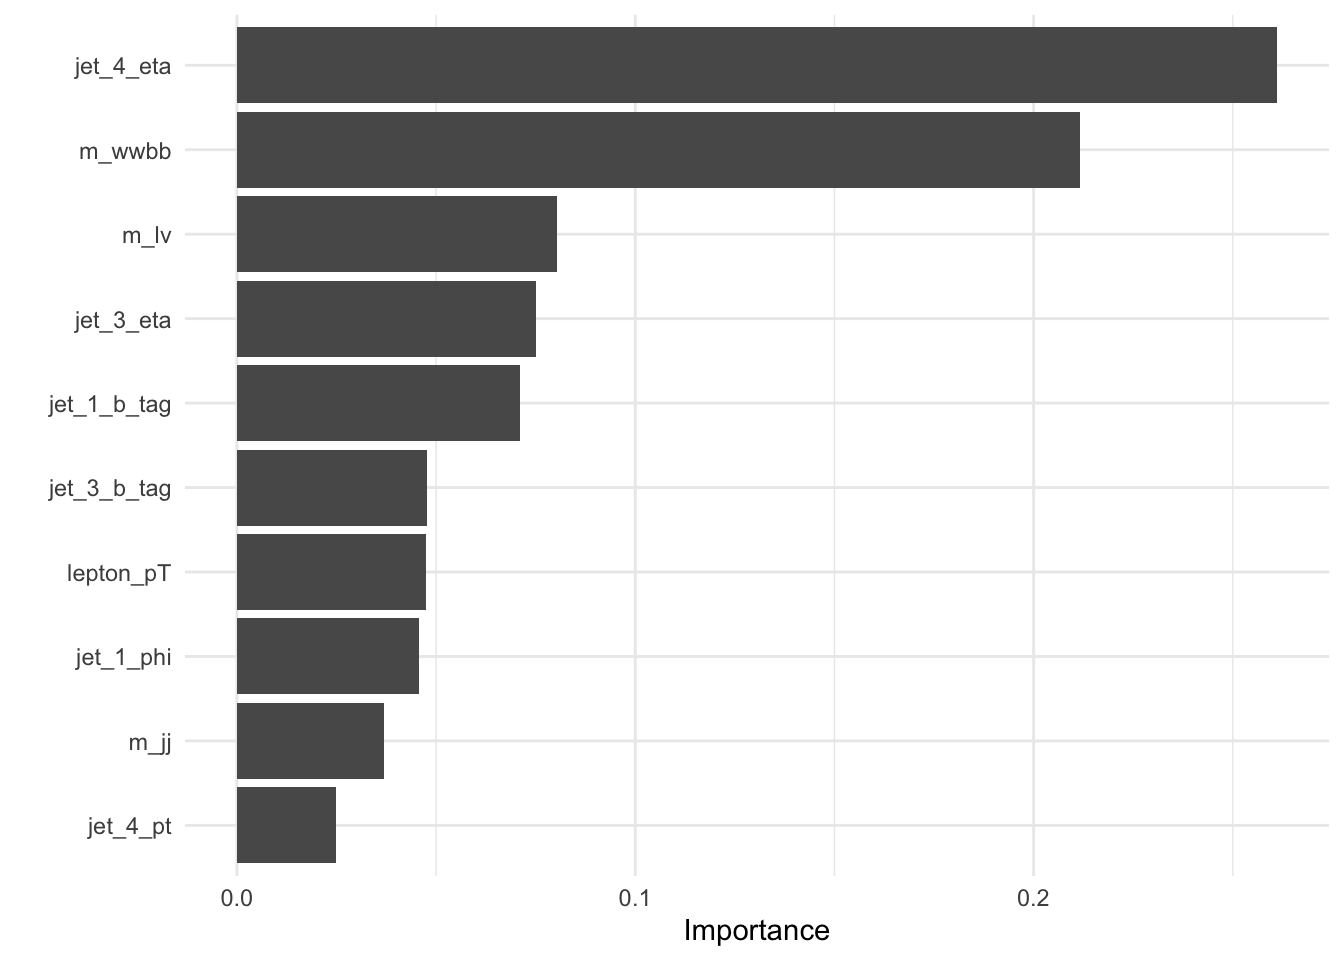 jet_4_eta
m_wwbb
m_lv
jet_3_eta
jet_1_b_tag
jet_3_b_tag
lepton_pT
jet_1_phi
m_jj
jet_4_pt
0.0 0.1 0.2
Importance